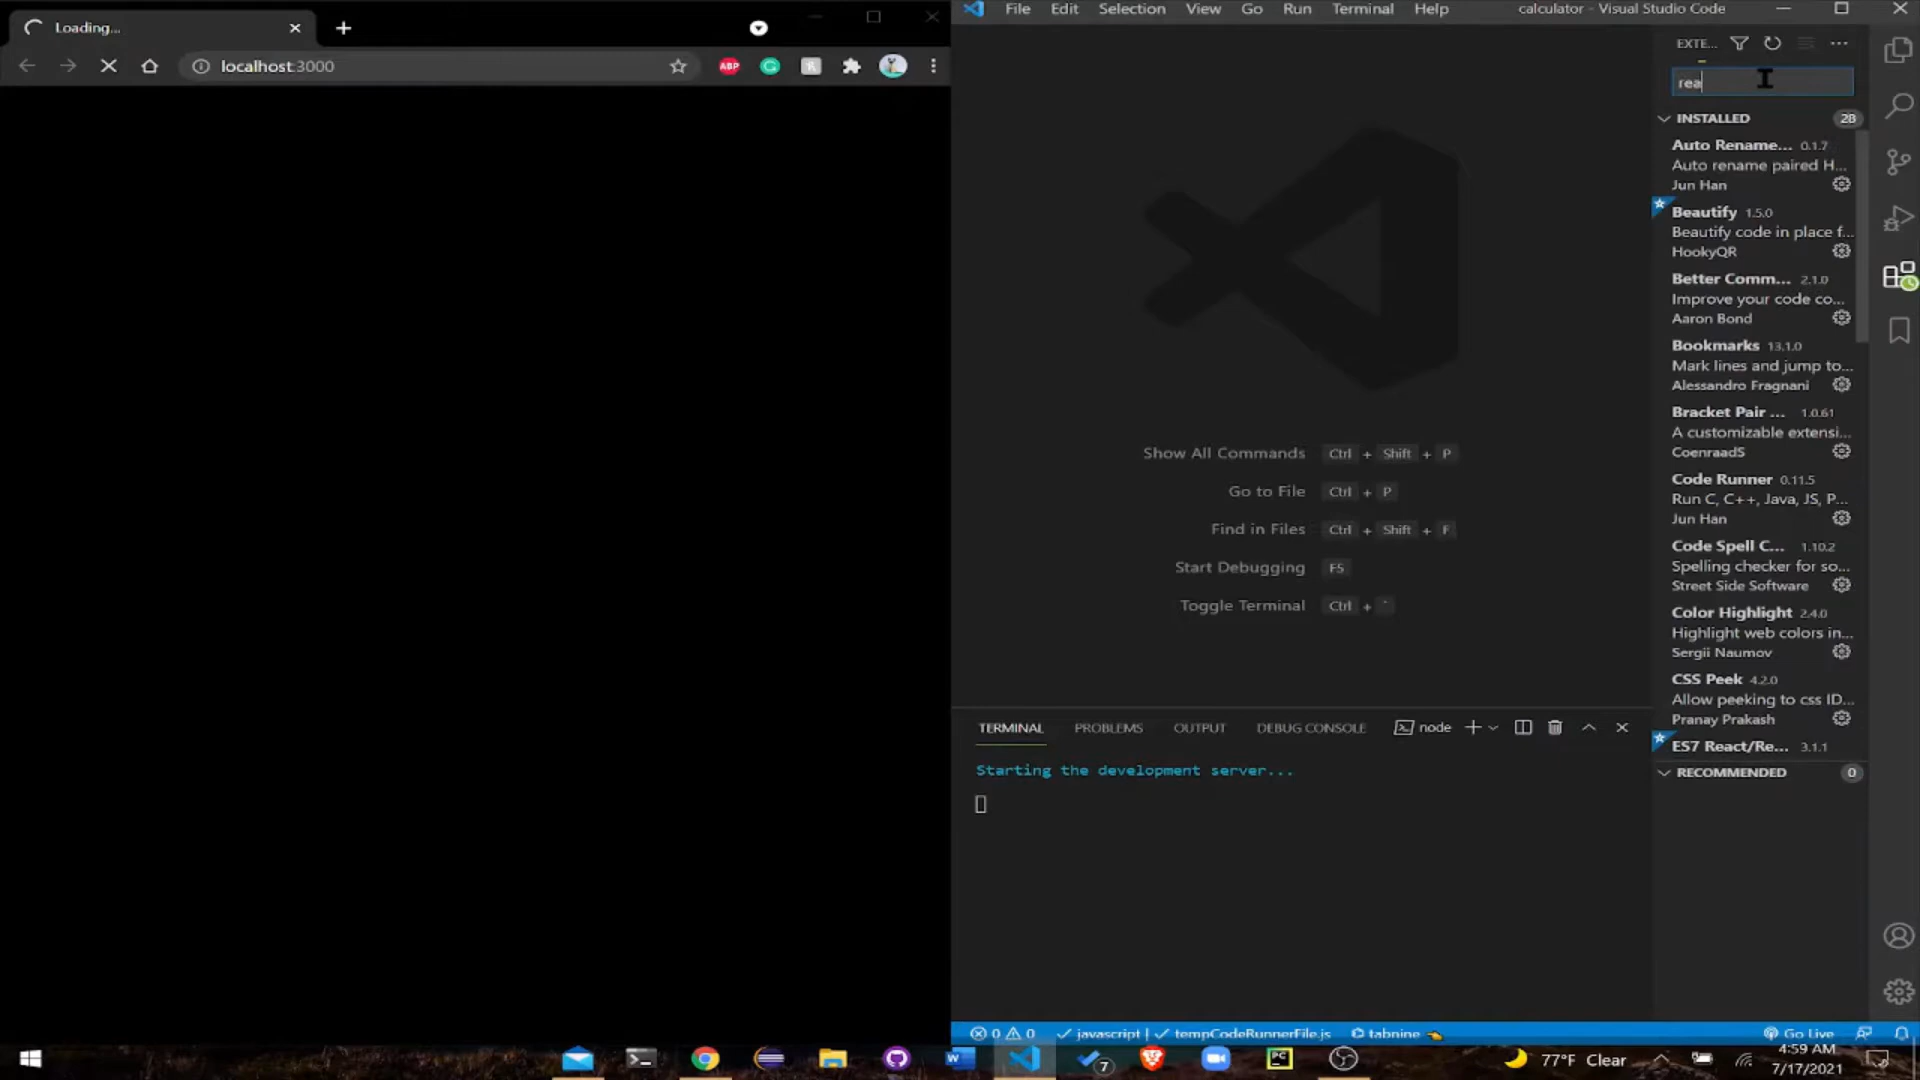 Loading...
localhost:3000
ABP
File Edit Selection View Go Run Terminal Help
calculator - Visual Studio Code
EXTE...
rea
INSTALLED 28
Auto Rename... 0.1.7
Auto rename paired H...
Jun Han
Beautify 1.5.0
Beautify code in place f...
HookyQR
Better Comm... 2.1.0
Improve your code co...
Aaron Bond
Bookmarks 13.1.0
Mark lines and jump to...
Alessandro Fragnani
Bracket Pair ... 1.0.61
A customizable extensi...
CoenraadS
Code Runner 0.11.5
Run C, C++, Java, JS, P...
Jun Han
Code Spell C... 1.10.2
Spelling checker for so...
Street Side Software
Color Highlight 2.4.0
Highlight web colors in...
Sergii Naumov
CSS Peek 4.2.0
Allow peeking to css ID...
Pranay Prakash
ES7 React/Re... 3.1.1
RECOMMENDED 0
Show All Commands Ctrl + Shift + P
Go to File Ctrl + P
Find in Files Ctrl + Shift + F
Start Debugging F5
Toggle Terminal Ctrl + `
TERMINAL PROBLEMS OUTPUT DEBUG CONSOLE node
Starting the development server...
0 0 javascript | tempCodeRunnerFile.js tabnine Go Live
7
PC
77°F Clear
4:59 AM
7/17/2021